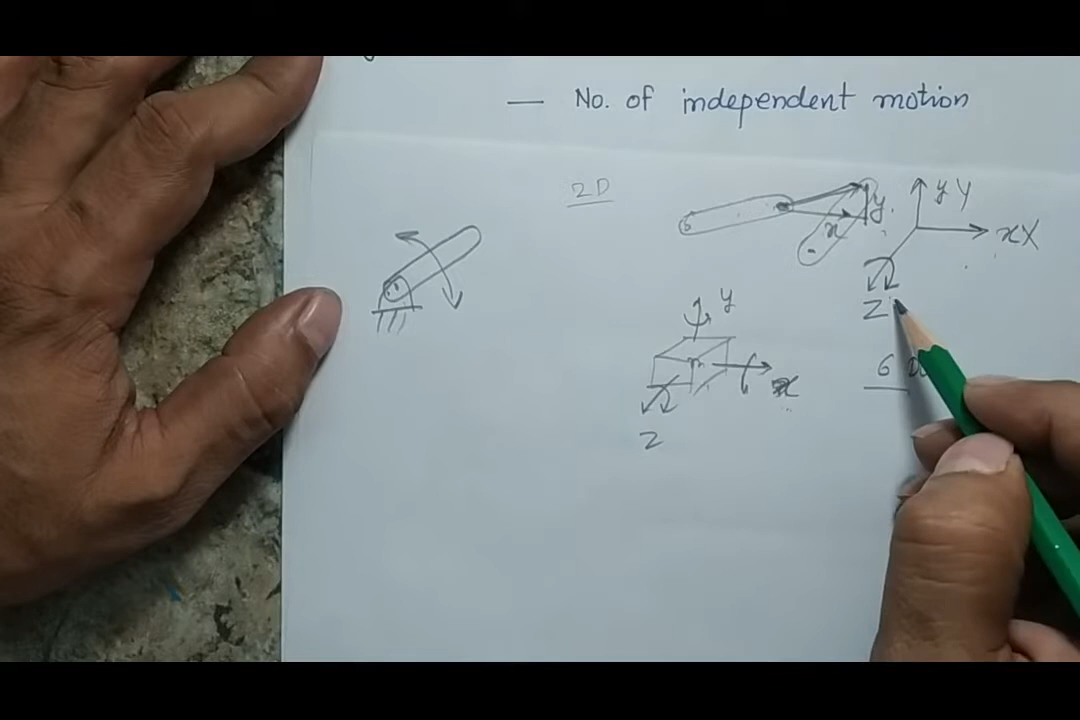 — No. of independent motion
2D
y Y
y
x
x X
Z
y
x
6
Z